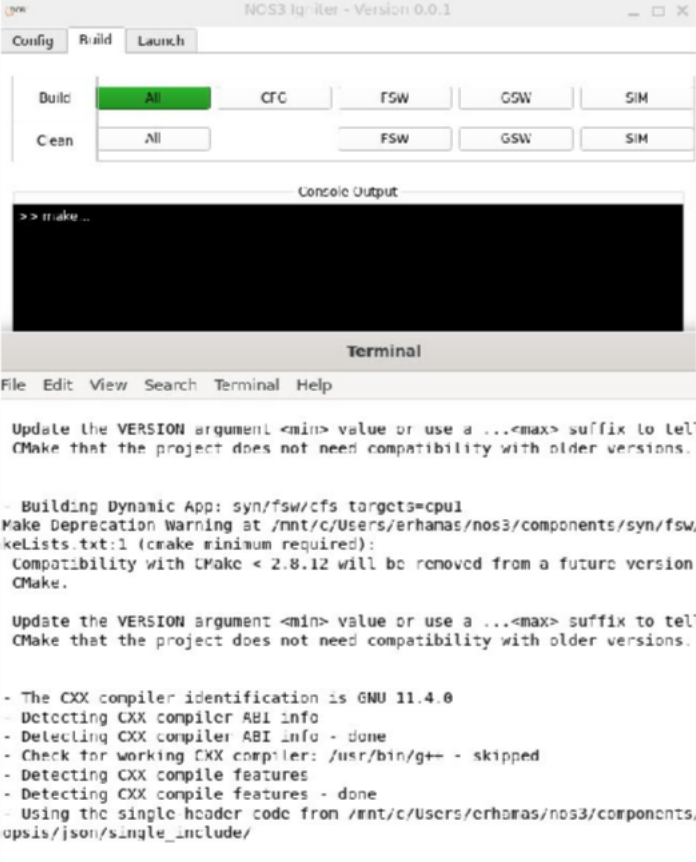 NOS3 Igniter - Version 0.0.1
Config Build Launch
Build All CFG FSW GSW SIM
Clean All FSW GSW SIM
Console Output
>> make...
Terminal
File Edit View Search Terminal Help
Update the VERSION argument <min> value or use a ...<max> suffix to tell
CMake that the project does not need compatibility with older versions.
- Building Dynamic App: syn/fsw/cfs targets=cpu1
Make Deprecation Warning at /mnt/c/Users/erhamas/nos3/components/syn/fsw/
keLists.txt:1 (cmake_minimum_required):
Compatibility with CMake < 2.8.12 will be removed from a future version
CMake.
Update the VERSION argument <min> value or use a ...<max> suffix to tell
CMake that the project does not need compatibility with older versions.
- The CXX compiler identification is GNU 11.4.0
- Detecting CXX compiler ABI info
- Detecting CXX compiler ABI info - done
- Check for working CXX compiler: /usr/bin/g++ - skipped
- Detecting CXX compile features
- Detecting CXX compile features - done
- Using the single-header code from /mnt/c/Users/erhamas/nos3/components/
opsis/json/single_include/